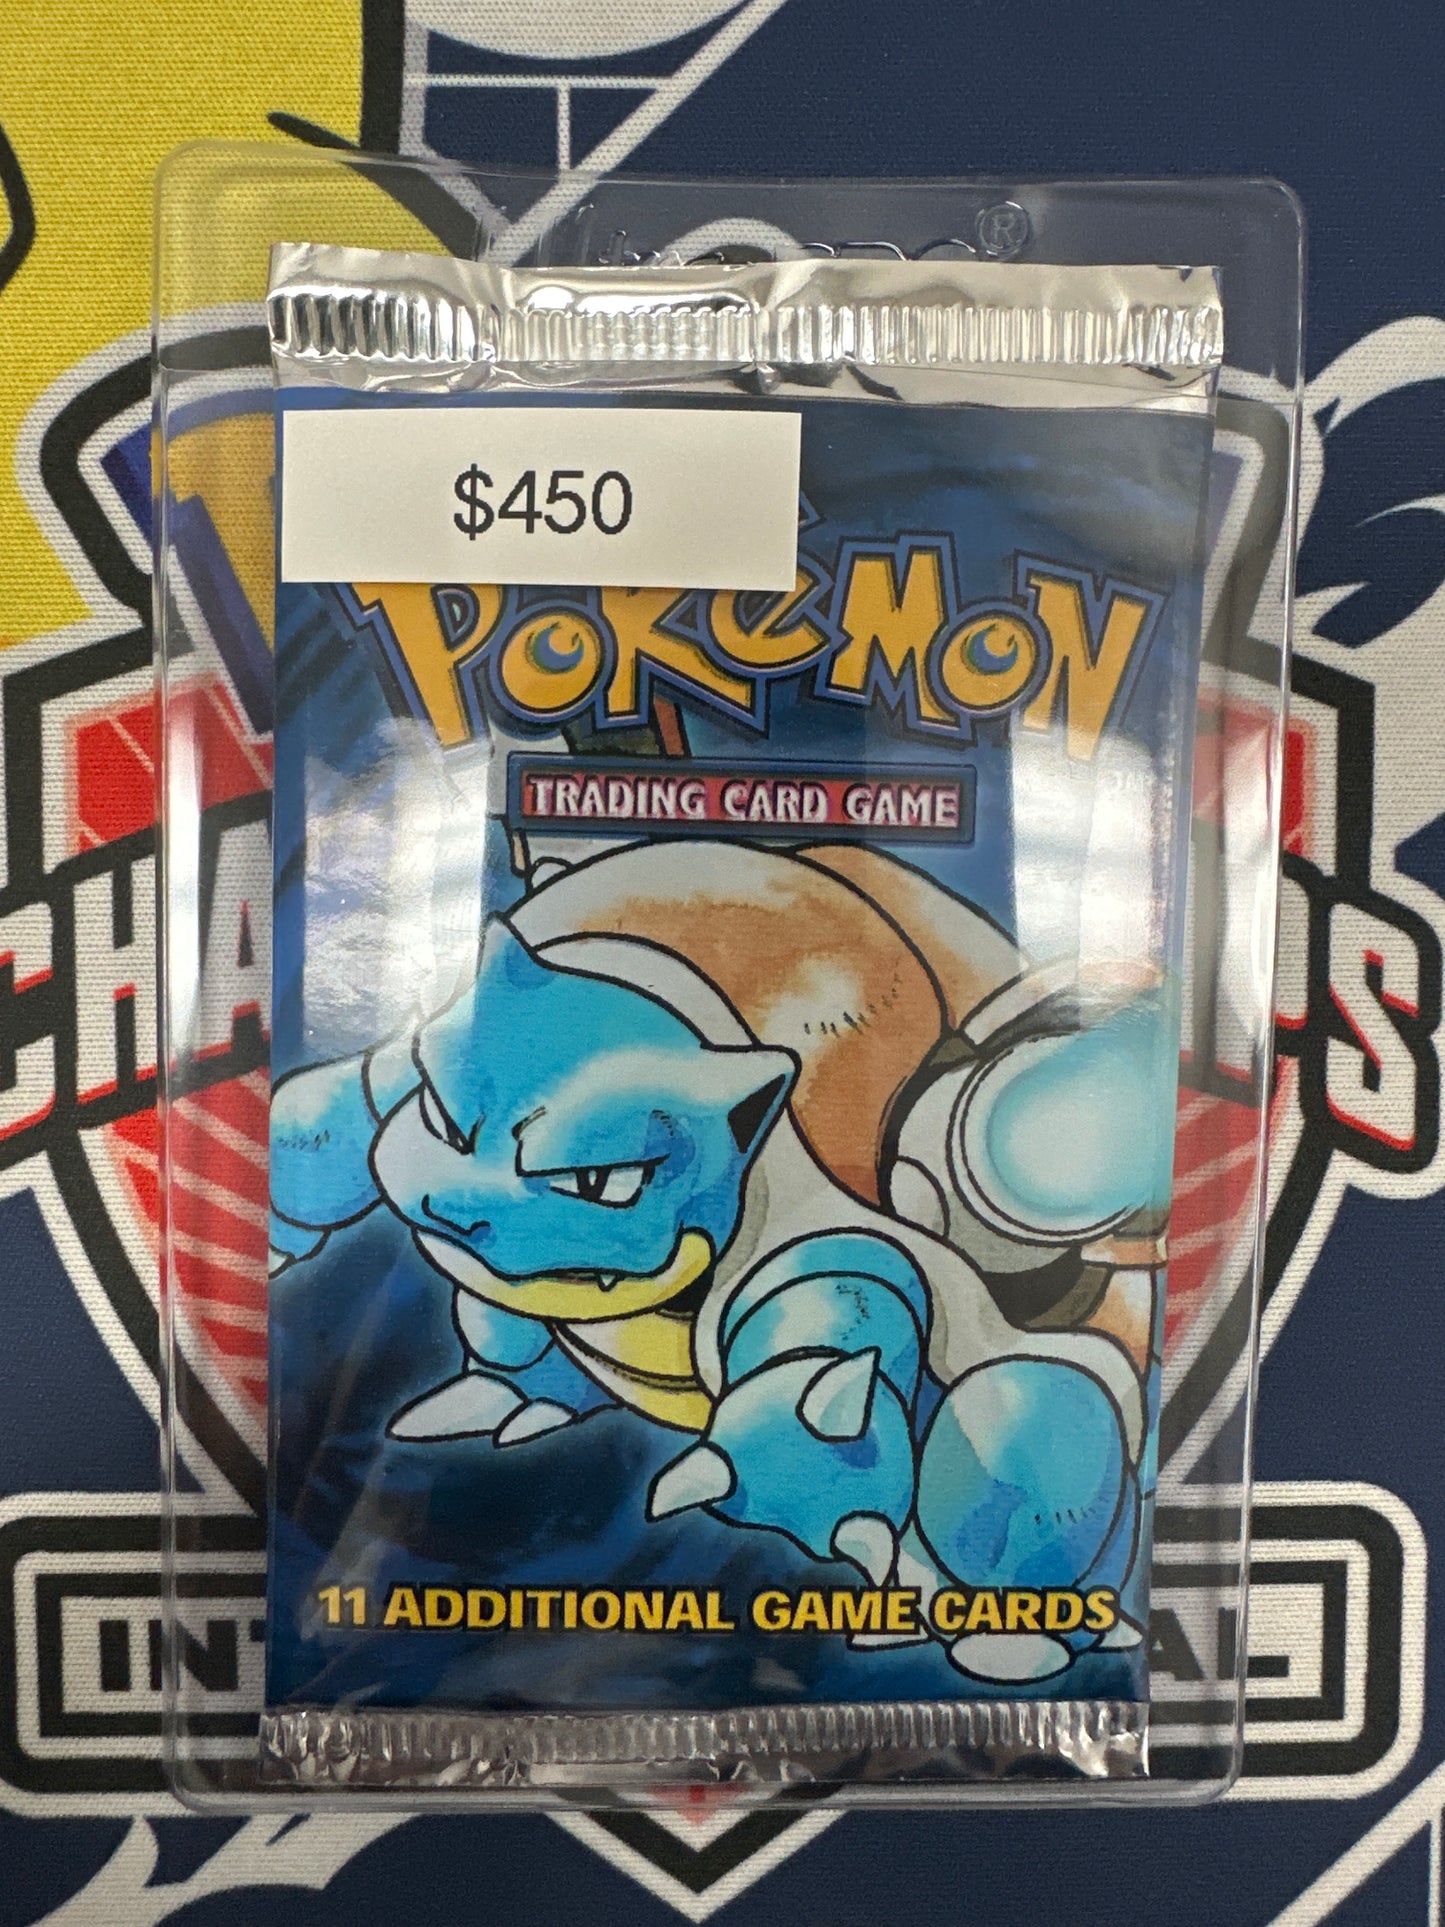 ®
$450
POKéMON
TRADING CARD GAME
11 ADDITIONAL GAME CARDS